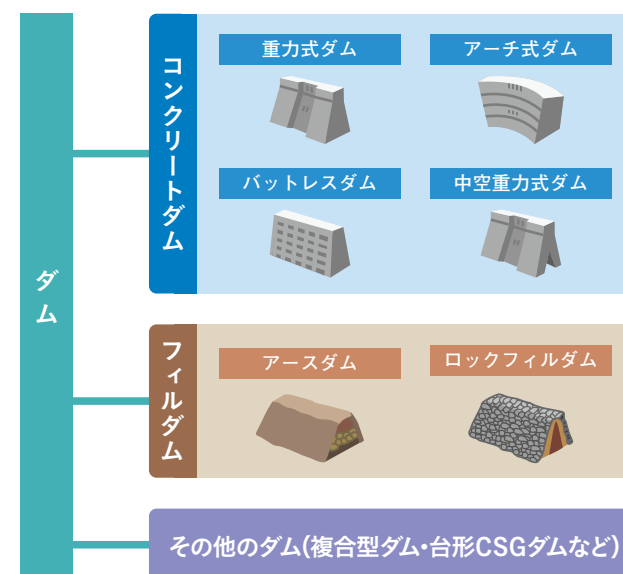 ダム
コンクリートダム
重力式ダム
アーチ式ダム
バットレスダム
中空重力式ダム
フィルダム
アースダム
ロックフィルダム
その他のダム(複合型ダム・台形CSGダムなど)